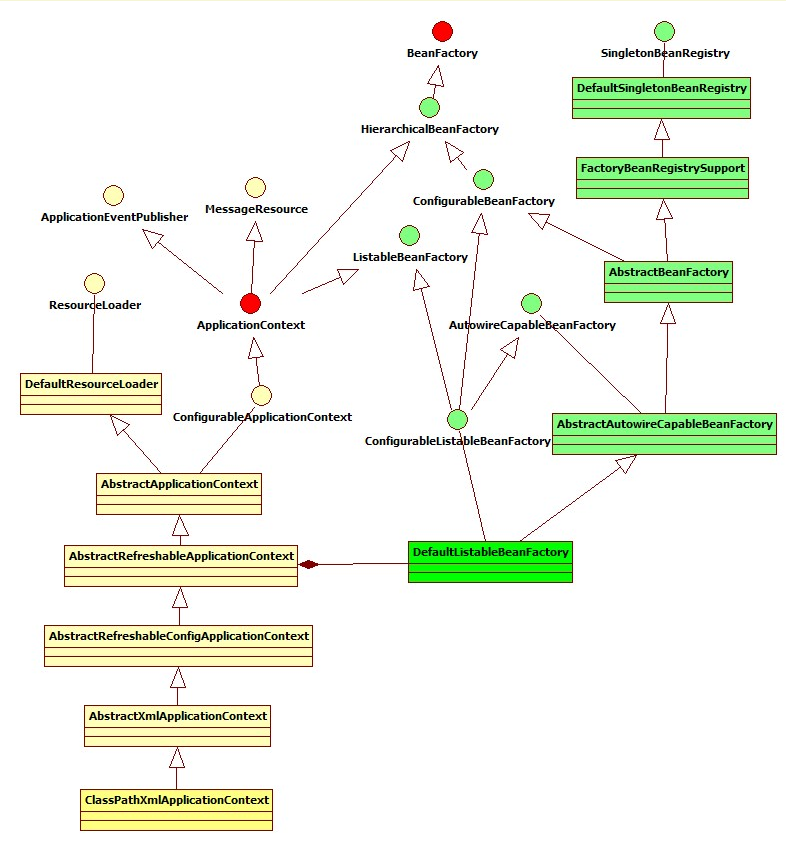 BeanFactory
SingletonBeanRegistry
DefaultSingletonBeanRegistry
HierarchicalBeanFactory
FactoryBeanRegistrySupport
ConfigurableBeanFactory
MessageResource
ApplicationEventPublisher
ListableBeanFactory
AbstractBeanFactory
ResourceLoader
ApplicationContext
AutowireCapableBeanFactory
DefaultResourceLoader
ConfigurableApplicationContext
AbstractAutowireCapableBeanFactory
ConfigurableListableBeanFactory
AbstractApplicationContext
AbstractRefreshableApplicationContext
DefaultListableBeanFactory
AbstractRefreshableConfigApplicationContext
AbstractXmlApplicationContext
ClassPathXmlApplicationContext